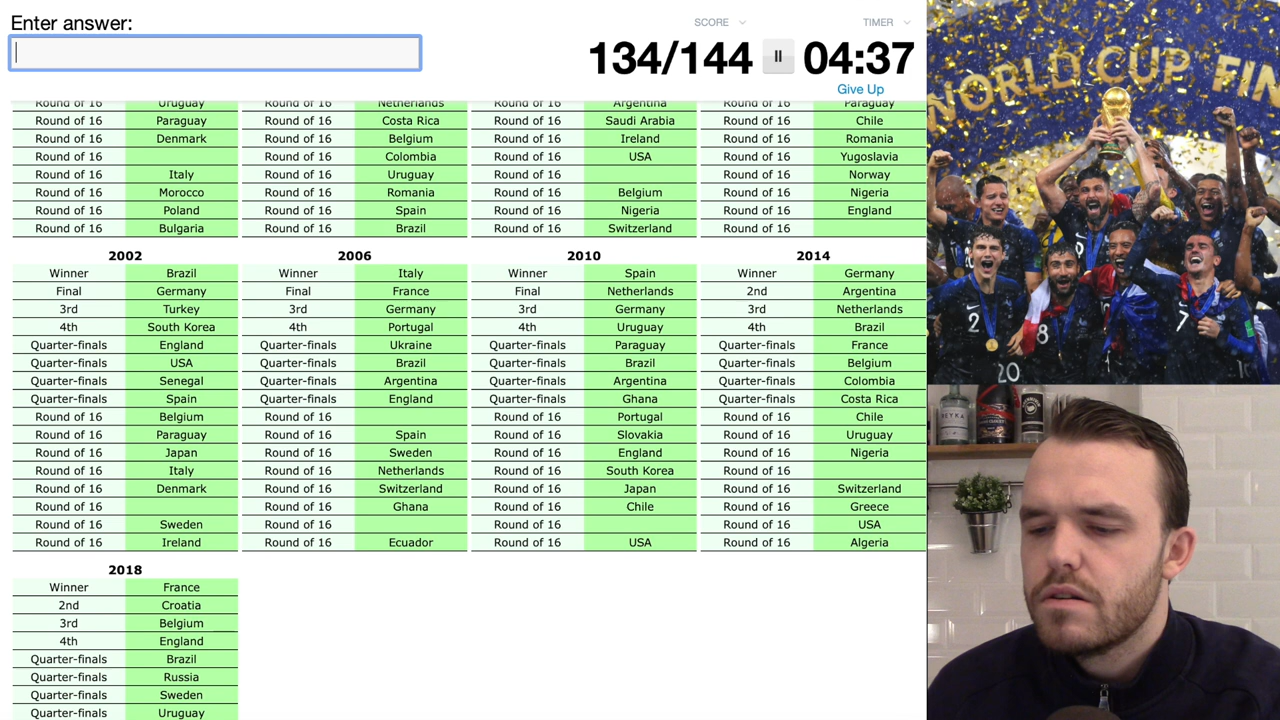 Enter answer:
SCORE TIMER
134/144 04:37
Give Up
Round of 16 Uruguay Round of 16 Netherlands Round of 16 Argentina Round of 16 Paraguay
Round of 16 Paraguay Round of 16 Costa Rica Round of 16 Saudi Arabia Round of 16 Chile
Round of 16 Denmark Round of 16 Belgium Round of 16 Ireland Round of 16 Romania
Round of 16 Round of 16 Colombia Round of 16 USA Round of 16 Yugoslavia
Round of 16 Italy Round of 16 Uruguay Round of 16 Round of 16 Norway
Round of 16 Morocco Round of 16 Romania Round of 16 Belgium Round of 16 Nigeria
Round of 16 Poland Round of 16 Spain Round of 16 Nigeria Round of 16 England
Round of 16 Bulgaria Round of 16 Brazil Round of 16 Switzerland Round of 16
2002 2006 2010 2014
Winner Brazil Winner Italy Winner Spain Winner Germany
Final Germany Final France Final Netherlands 2nd Argentina
3rd Turkey 3rd Germany 3rd Germany 3rd Netherlands
4th South Korea 4th Portugal 4th Uruguay 4th Brazil
Quarter-finals England Quarter-finals Ukraine Quarter-finals Paraguay Quarter-finals France
Quarter-finals USA Quarter-finals Brazil Quarter-finals Brazil Quarter-finals Belgium
Quarter-finals Senegal Quarter-finals Argentina Quarter-finals Argentina Quarter-finals Colombia
Quarter-finals Spain Quarter-finals England Quarter-finals Ghana Quarter-finals Costa Rica
Round of 16 Belgium Round of 16 Round of 16 Portugal Round of 16 Chile
Round of 16 Paraguay Round of 16 Spain Round of 16 Slovakia Round of 16 Uruguay
Round of 16 Japan Round of 16 Sweden Round of 16 England Round of 16 Nigeria
Round of 16 Italy Round of 16 Netherlands Round of 16 South Korea Round of 16
Round of 16 Denmark Round of 16 Switzerland Round of 16 Japan Round of 16 Switzerland
Round of 16 Round of 16 Ghana Round of 16 Chile Round of 16 Greece
Round of 16 Sweden Round of 16 Round of 16 Round of 16 USA
Round of 16 Ireland Round of 16 Ecuador Round of 16 USA Round of 16 Algeria
2018
Winner France
2nd Croatia
3rd Belgium
4th England
Quarter-finals Brazil
Quarter-finals Russia
Quarter-finals Sweden
Quarter-finals Uruguay
WORLD CUP FIN
2
8
7
20